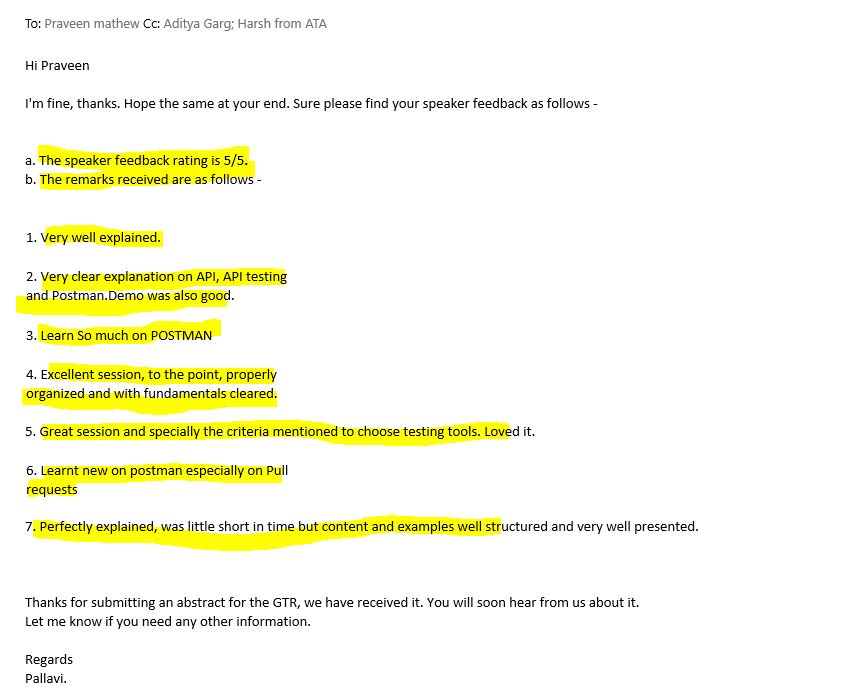 To: Praveen mathew Cc: Aditya Garg; Harsh from ATA
Hi Praveen
I'm fine, thanks. Hope the same at your end. Sure please find your speaker feedback as follows -
a. The speaker feedback rating is 5/5.
b. The remarks received are as follows -
1. Very well explained.
2. Very clear explanation on API, API testing
and Postman.Demo was also good.
3. Learn So much on POSTMAN
4. Excellent session, to the point, properly
organized and with fundamentals cleared.
5. Great session and specially the criteria mentioned to choose testing tools. Loved it.
6. Learnt new on postman especially on Pull
requests
7. Perfectly explained, was little short in time but content and examples well structured and very well presented.
Thanks for submitting an abstract for the GTR, we have received it. You will soon hear from us about it.
Let me know if you need any other information.
Regards
Pallavi.